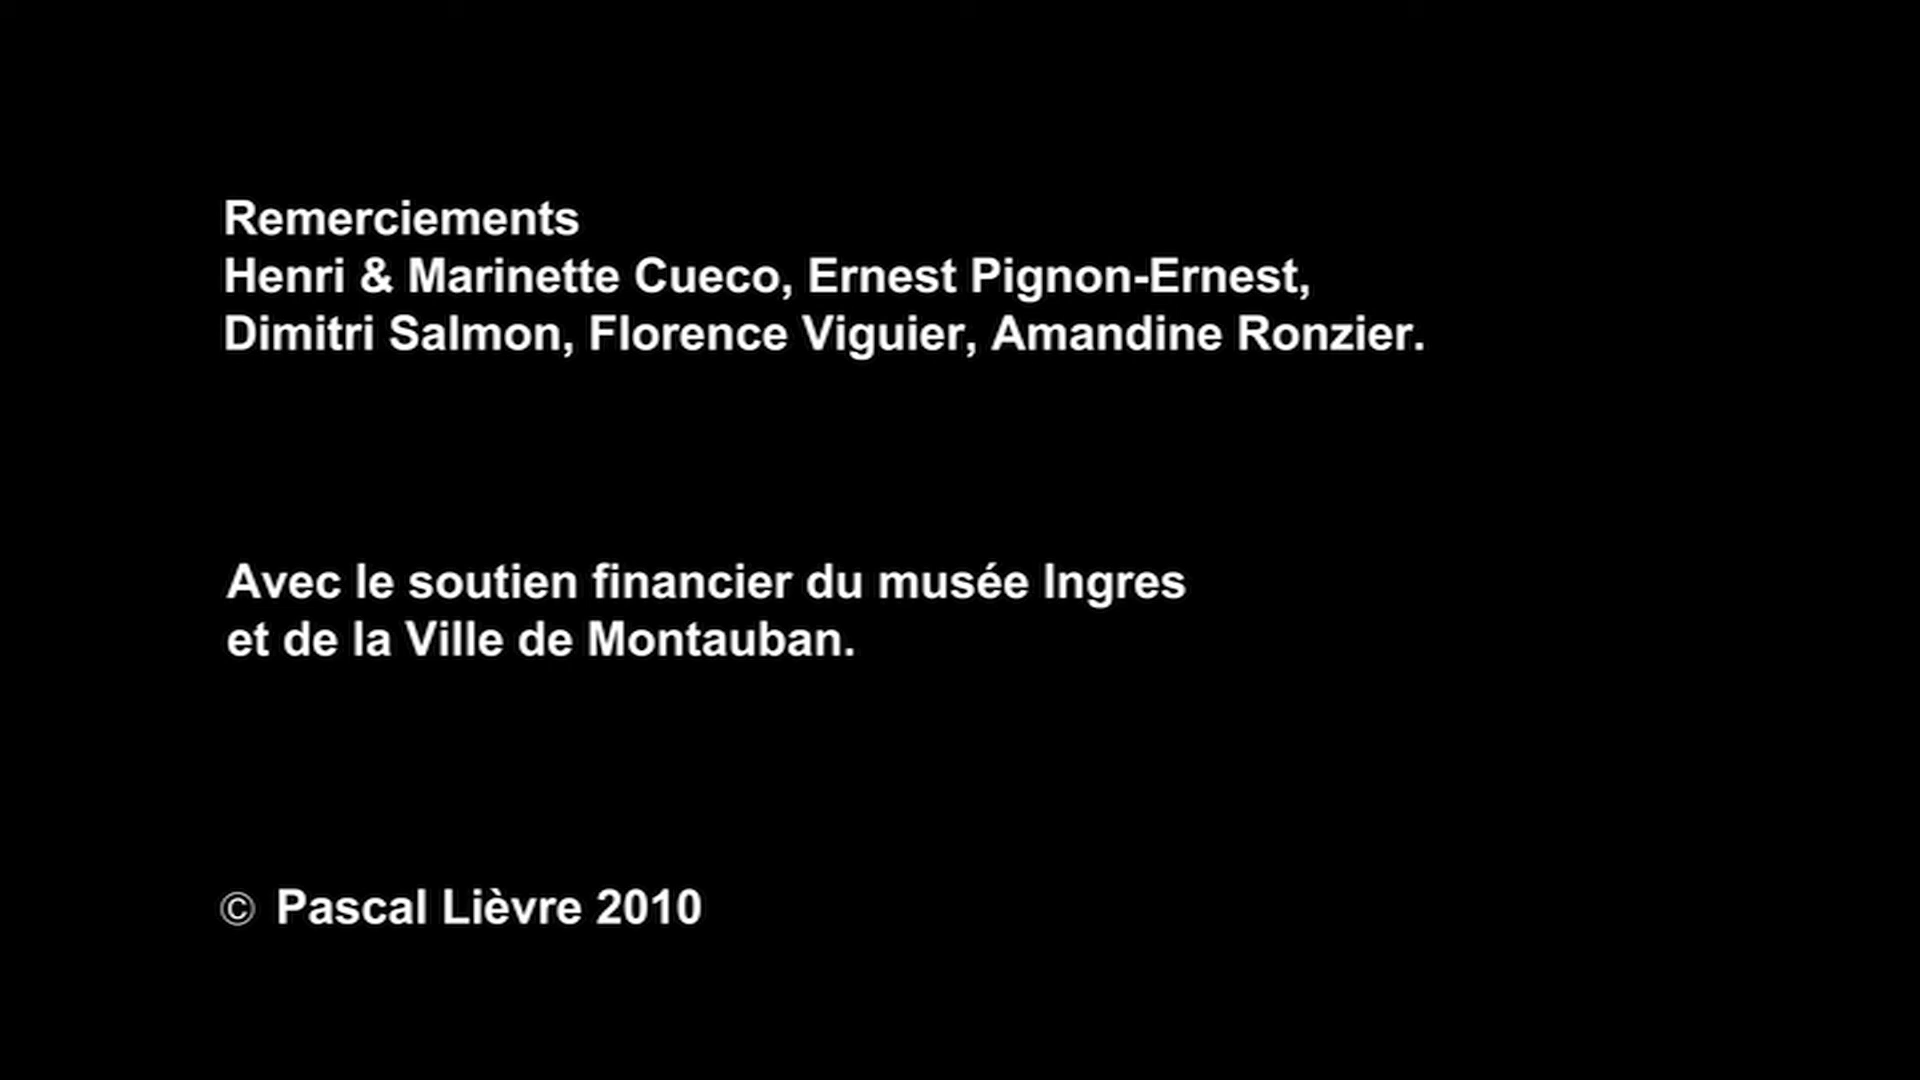 Remerciements
Henri & Marinette Cueco, Ernest Pignon-Ernest,
Dimitri Salmon, Florence Viguier, Amandine Ronzier.
Avec le soutien financier du musée Ingres
et de la Ville de Montauban.
© Pascal Lièvre 2010